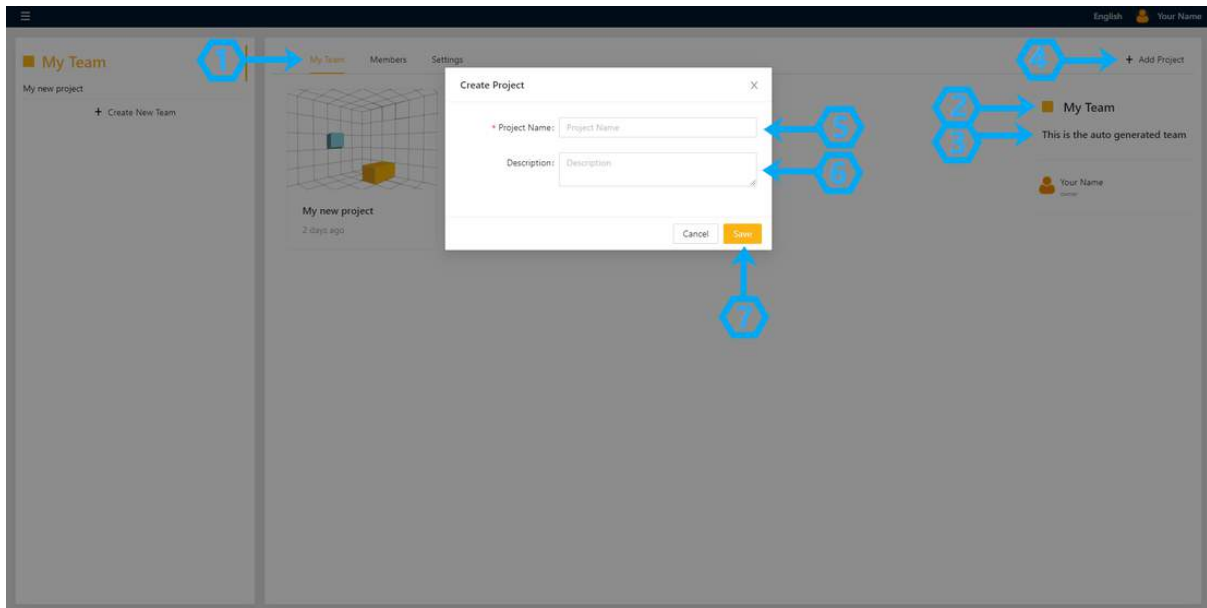 English Your Name
My Team
My new project
+ Create New Team
1
My Team Members Settings
4
+ Add Project
My new project
2 days ago
Create Project X
* Project Name: Project Name
5
Description: Description
6
Cancel Save
7
2
My Team
3
This is the auto generated team
Your Name
owner